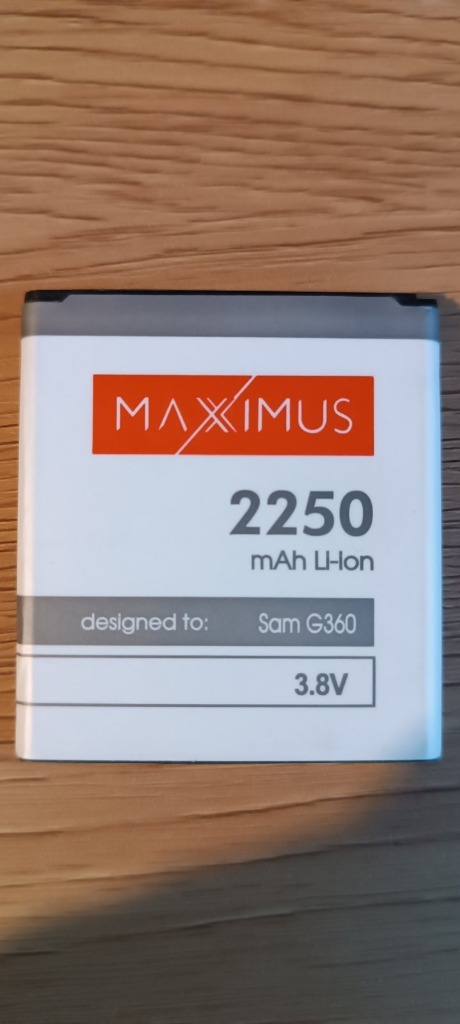 MAXXIMUS
2250
mAh Li-Ion
designed to: Sam G360
3.8V